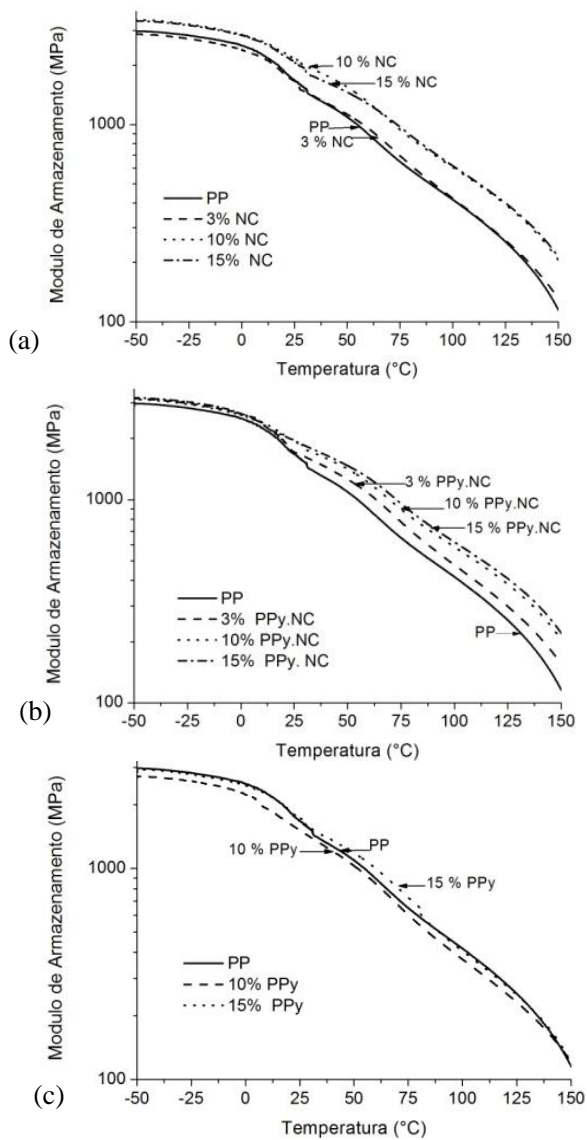 Modulo de Armazenamento (MPa)
1000
100
10 % NC
15 % NC
PP
3 % NC
PP
3% NC
10% NC
15% NC
-50 -25 0 25 50 75 100 125 150
Temperatura (°C)
(a)
Modulo de Armazenamento (MPa)
1000
100
3 % PPy.NC
10 % PPy.NC
15 % PPy.NC
PP
PP
3% PPy.NC
10% PPy.NC
15% PPy. NC
-50 -25 0 25 50 75 100 125 150
Temperatura (°C)
(b)
Modulo de Armazenamento (MPa)
1000
100
10 % PPy
PP
15 % PPy
PP
10% PPy
15% PPy
-50 -25 0 25 50 75 100 125 150
Temperatura (°C)
(c)